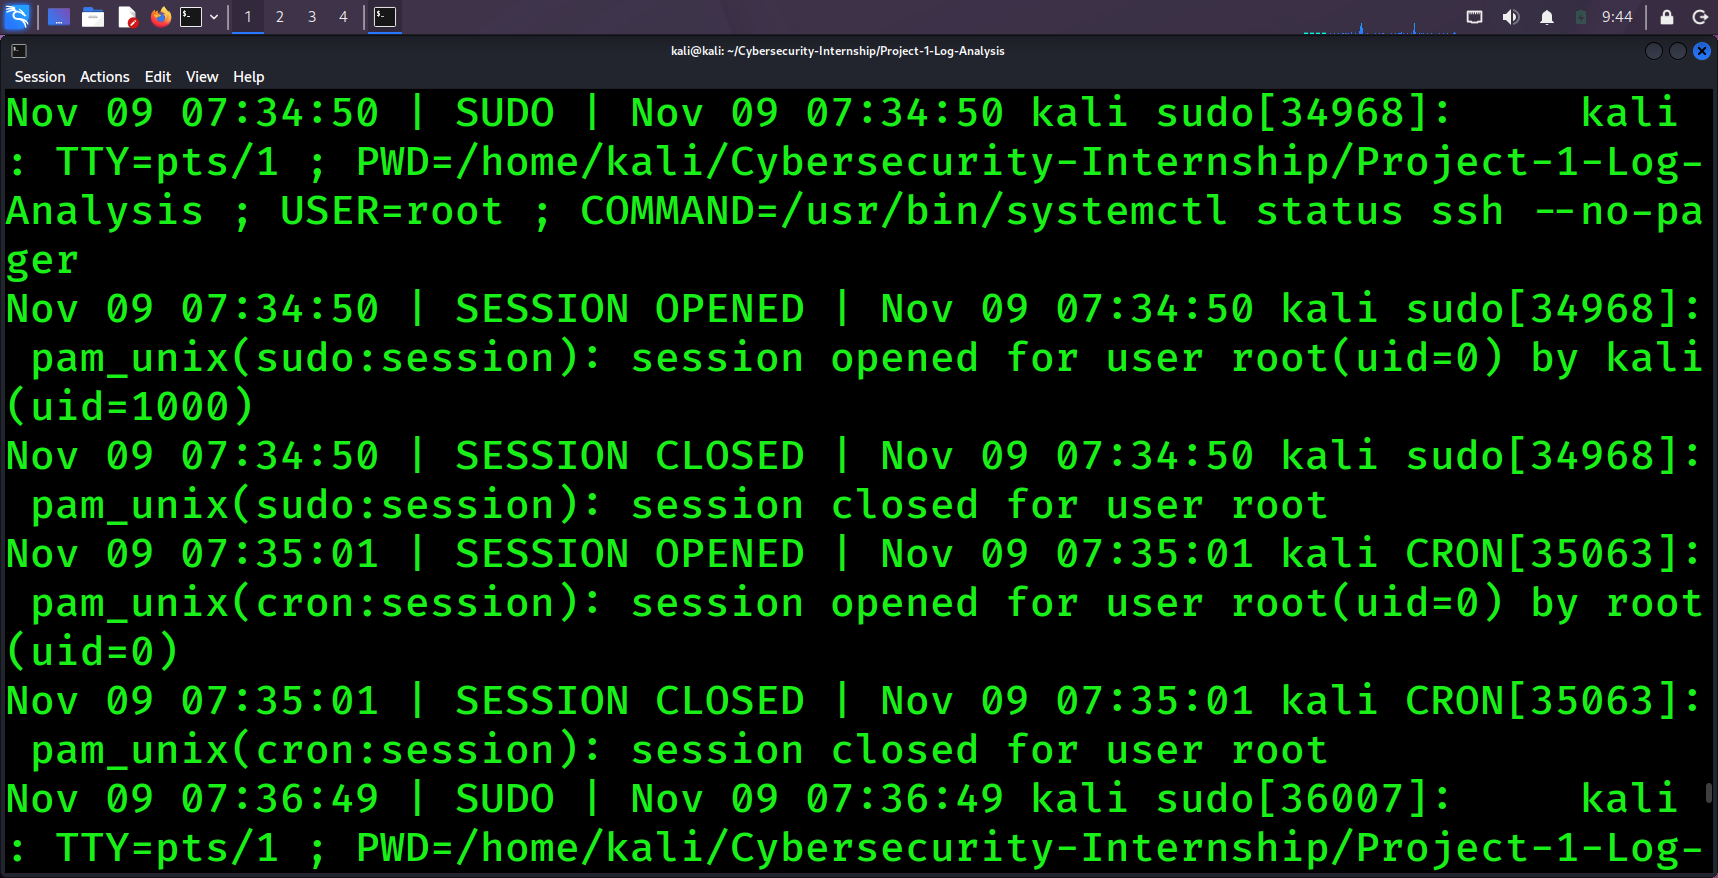 1 2 3 4 9:44
kali@kali: ~/Cybersecurity-Internship/Project-1-Log-Analysis
Session Actions Edit View Help
Nov 09 07:34:50 | SUDO | Nov 09 07:34:50 kali sudo[34968]:     kali
: TTY=pts/1 ; PWD=/home/kali/Cybersecurity-Internship/Project-1-Log-
Analysis ; USER=root ; COMMAND=/usr/bin/systemctl status ssh --no-pa
ger
Nov 09 07:34:50 | SESSION OPENED | Nov 09 07:34:50 kali sudo[34968]:
 pam_unix(sudo:session): session opened for user root(uid=0) by kali
(uid=1000)
Nov 09 07:34:50 | SESSION CLOSED | Nov 09 07:34:50 kali sudo[34968]:
 pam_unix(sudo:session): session closed for user root
Nov 09 07:35:01 | SESSION OPENED | Nov 09 07:35:01 kali CRON[35063]:
 pam_unix(cron:session): session opened for user root(uid=0) by root
(uid=0)
Nov 09 07:35:01 | SESSION CLOSED | Nov 09 07:35:01 kali CRON[35063]:
 pam_unix(cron:session): session closed for user root
Nov 09 07:36:49 | SUDO | Nov 09 07:36:49 kali sudo[36007]:     kali
: TTY=pts/1 ; PWD=/home/kali/Cybersecurity-Internship/Project-1-Log-